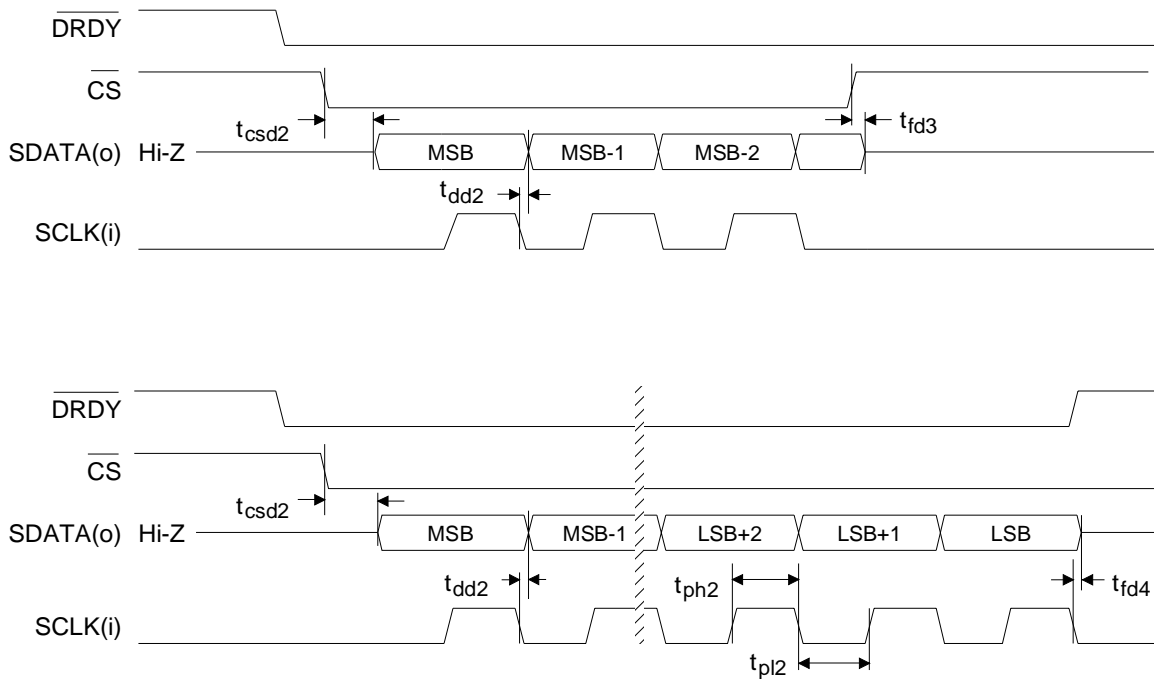 DRDY
CS
t_csd2
t_fd3
SDATA(o) Hi-Z MSB MSB-1 MSB-2
t_dd2
SCLK(i)
DRDY
CS
t_csd2
SDATA(o) Hi-Z MSB MSB-1 LSB+2 LSB+1 LSB
t_dd2 t_ph2 t_fd4
SCLK(i)
t_pl2